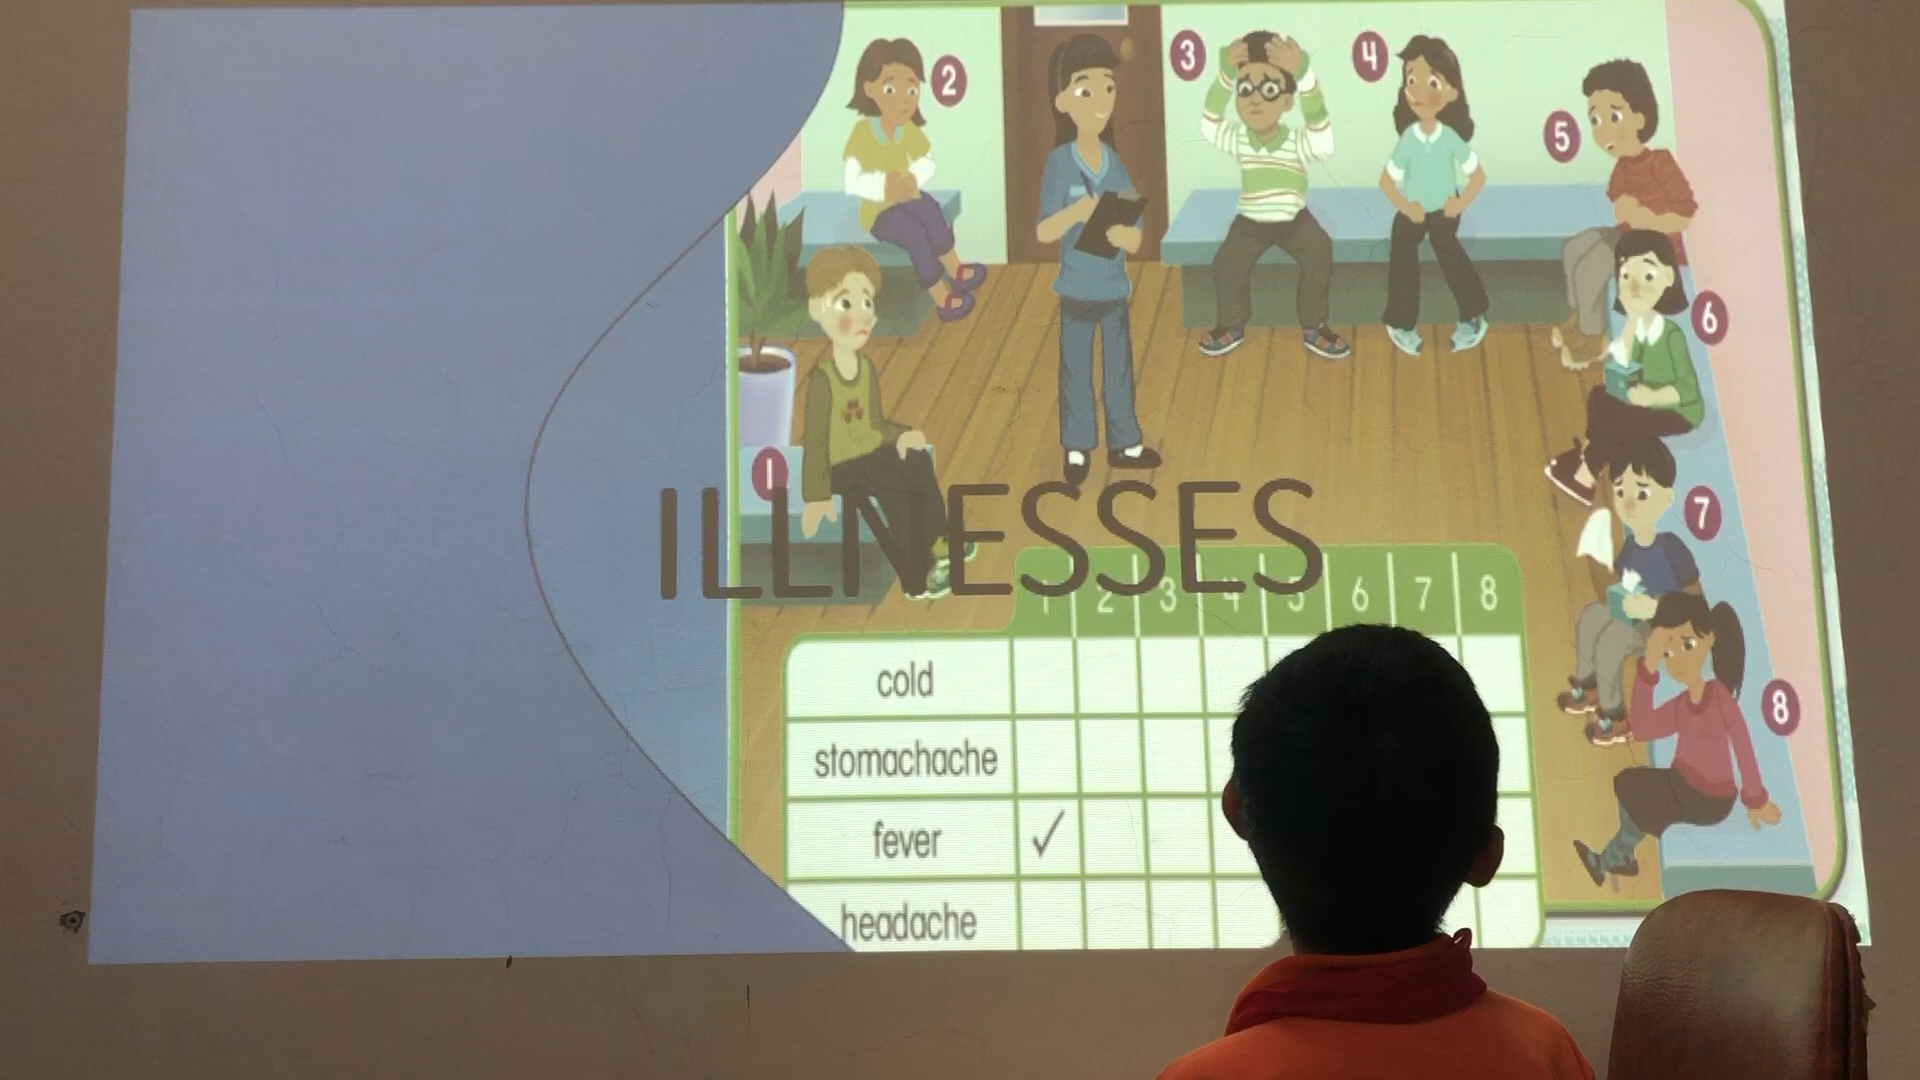 2
3
4
5
6
1
7
8
ILLNESSES
1 2 3 4 5 6 7 8
cold
stomachache
fever ✓
headache